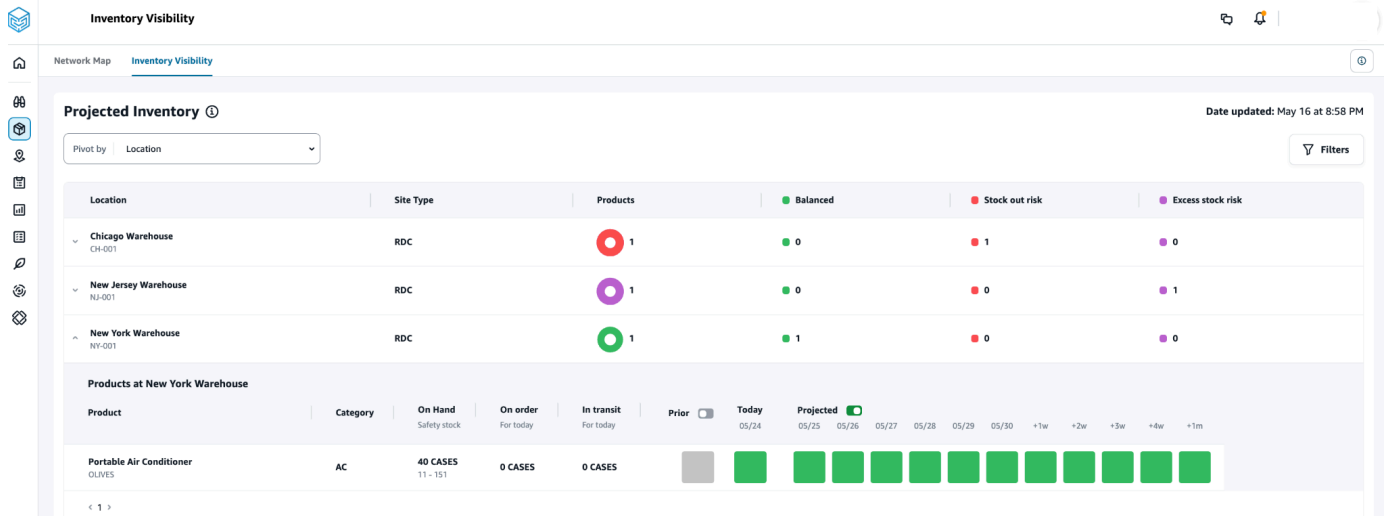 Inventory Visibility
Network Map Inventory Visibility
Projected Inventory
Date updated: May 16 at 8:58 PM
Pivot by Location
Filters
Location Site Type Products Balanced Stock out risk Excess stock risk
Chicago Warehouse RDC 1 0 1 0
CH-001
New Jersey Warehouse RDC 1 0 0 1
NJ-001
New York Warehouse RDC 1 1 0 0
NY-001
Products at New York Warehouse
Product Category On Hand On order In transit Prior Today Projected
Safety stock For today For today 05/24 05/25 05/26 05/27 05/28 05/29 05/30 +1w +2w +3w +4w +1m
Portable Air Conditioner AC 40 CASES 0 CASES 0 CASES
OLIVES 11 - 151
‹ 1 ›